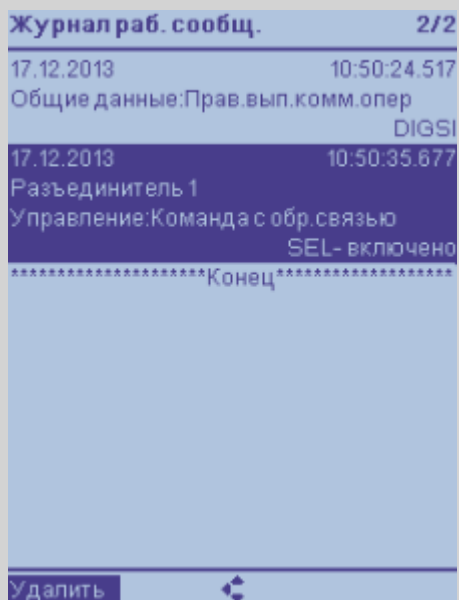 Журнал раб. сообщ. 2/2
17.12.2013 10:50:24.517
Общие данные:Прав.вып.комм.опер
DIGSI
17.12.2013 10:50:35.677
Разъединитель 1
Управление:Команда с обр.связью
SEL- включено
*********************Конец*******************
Удалить